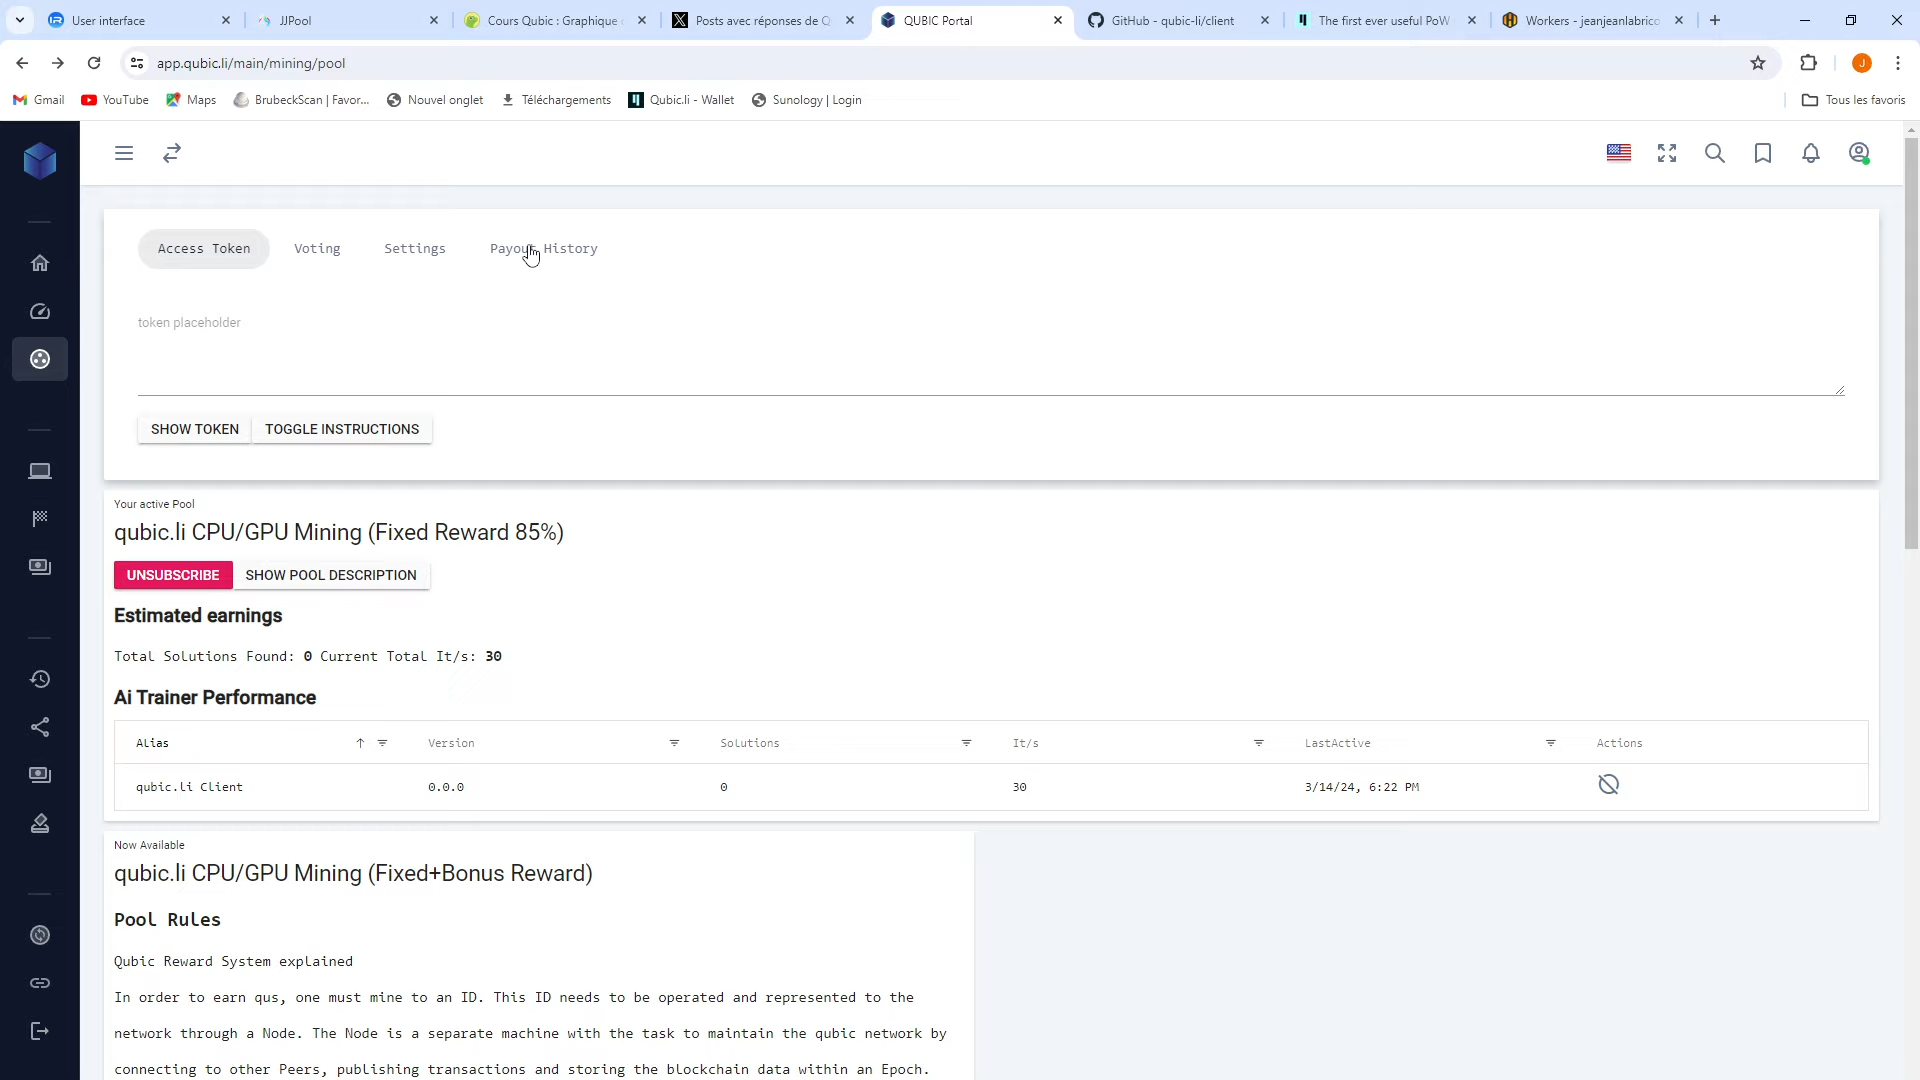 User interface
JJPool
Cours Qubic : Graphique
Posts avec réponses de Q
QUBIC Portal
GitHub - qubic-li/client
The first ever useful PoW
Workers - jeanjeanlabrico
app.qubic.li/main/mining/pool
J
Gmail
YouTube
Maps
BrubeckScan | Favor...
Nouvel onglet
Téléchargements
Qubic.li - Wallet
Sunology | Login
Tous les favoris
Access Token
Voting
Settings
Payout History
token placeholder
SHOW TOKEN
TOGGLE INSTRUCTIONS
Your active Pool
qubic.li CPU/GPU Mining (Fixed Reward 85%)
UNSUBSCRIBE
SHOW POOL DESCRIPTION
Estimated earnings
Total Solutions Found: 0 Current Total It/s: 30
Ai Trainer Performance
Alias
Version
Solutions
It/s
LastActive
Actions
qubic.li Client
0.0.0
0
30
3/14/24, 6:22 PM
Now Available
qubic.li CPU/GPU Mining (Fixed+Bonus Reward)
Pool Rules
Qubic Reward System explained
In order to earn qus, one must mine to an ID. This ID needs to be operated and represented to the
network through a Node. The Node is a separate machine with the task to maintain the qubic network by
connecting to other Peers, publishing transactions and storing the blockchain data within an Epoch.